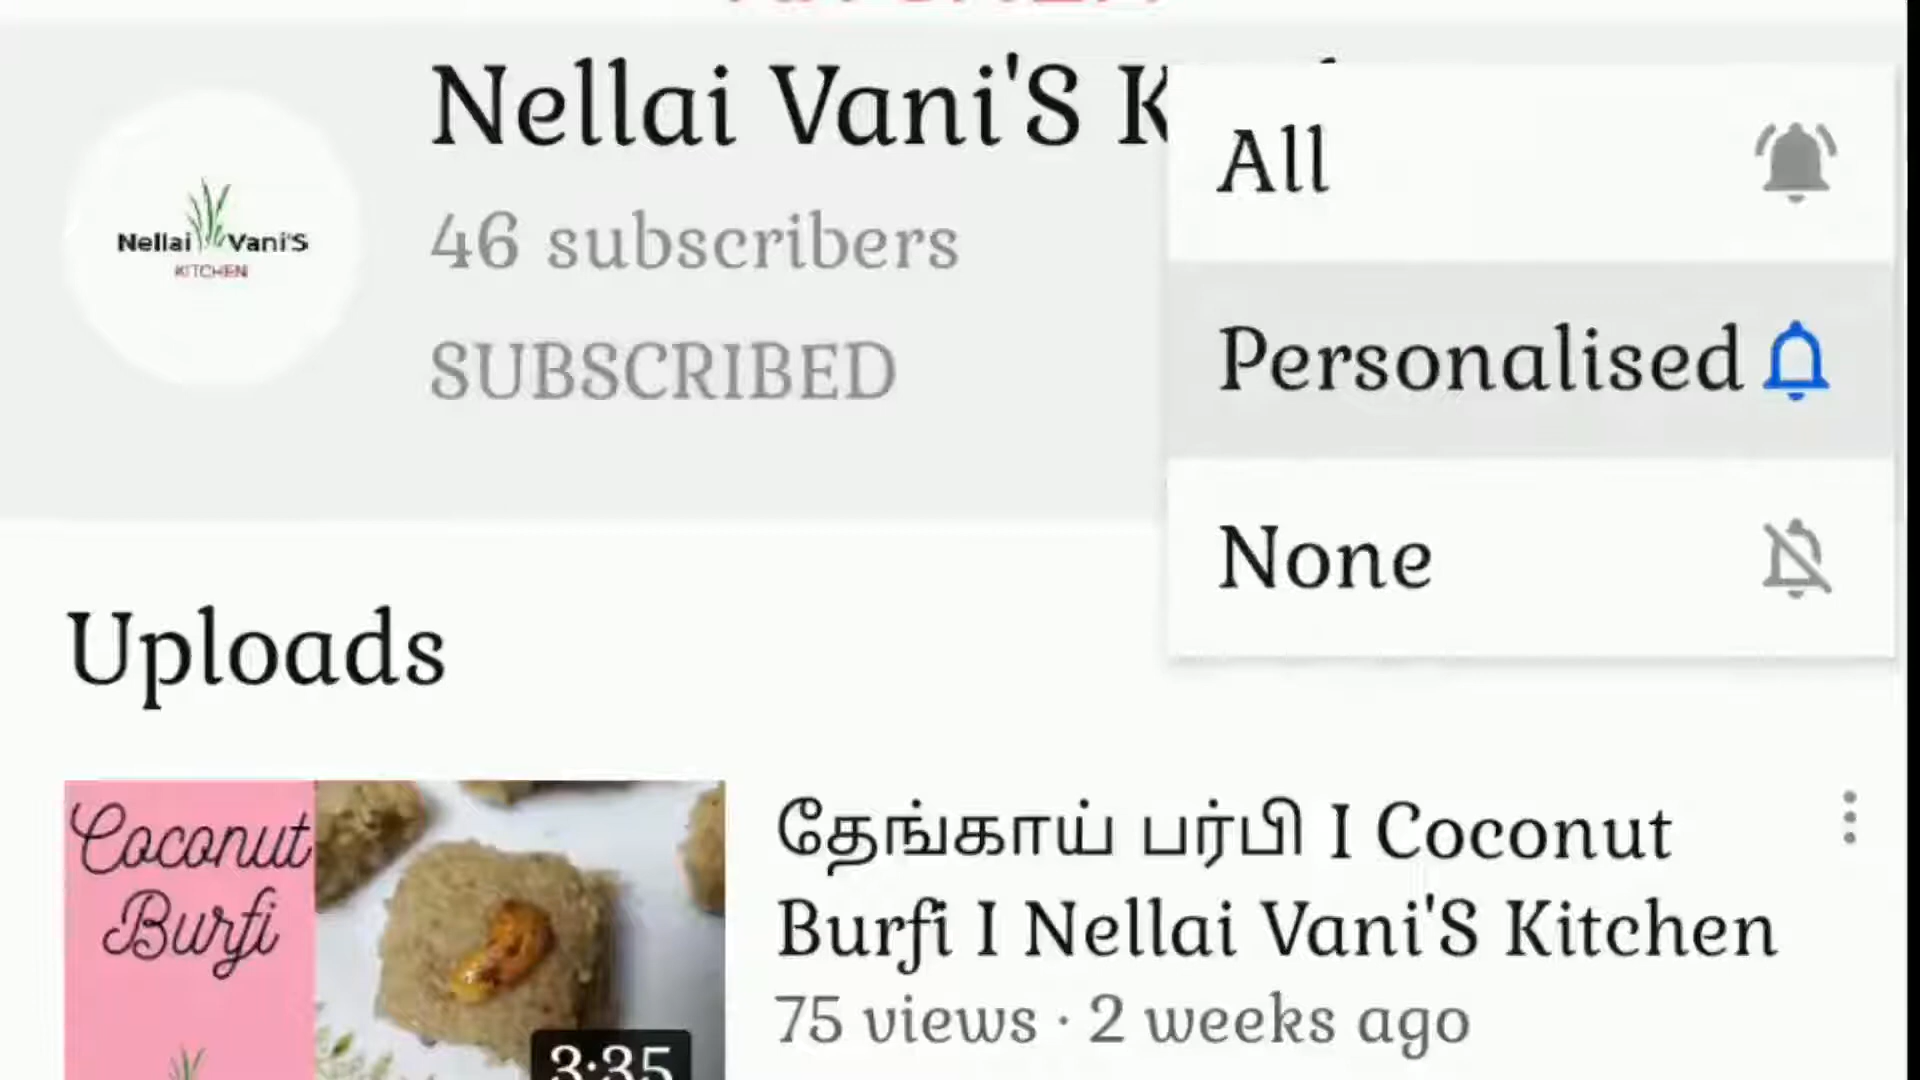 Nellai Vani'S
All
46 subscribers
SUBSCRIBED
Personalised
None
Nellai Vani'S
KITCHEN
Uploads
Coconut
Burfi
3:35
தேங்காய் பர்பி I Coconut
Burfi I Nellai Vani'S Kitchen
75 views · 2 weeks ago